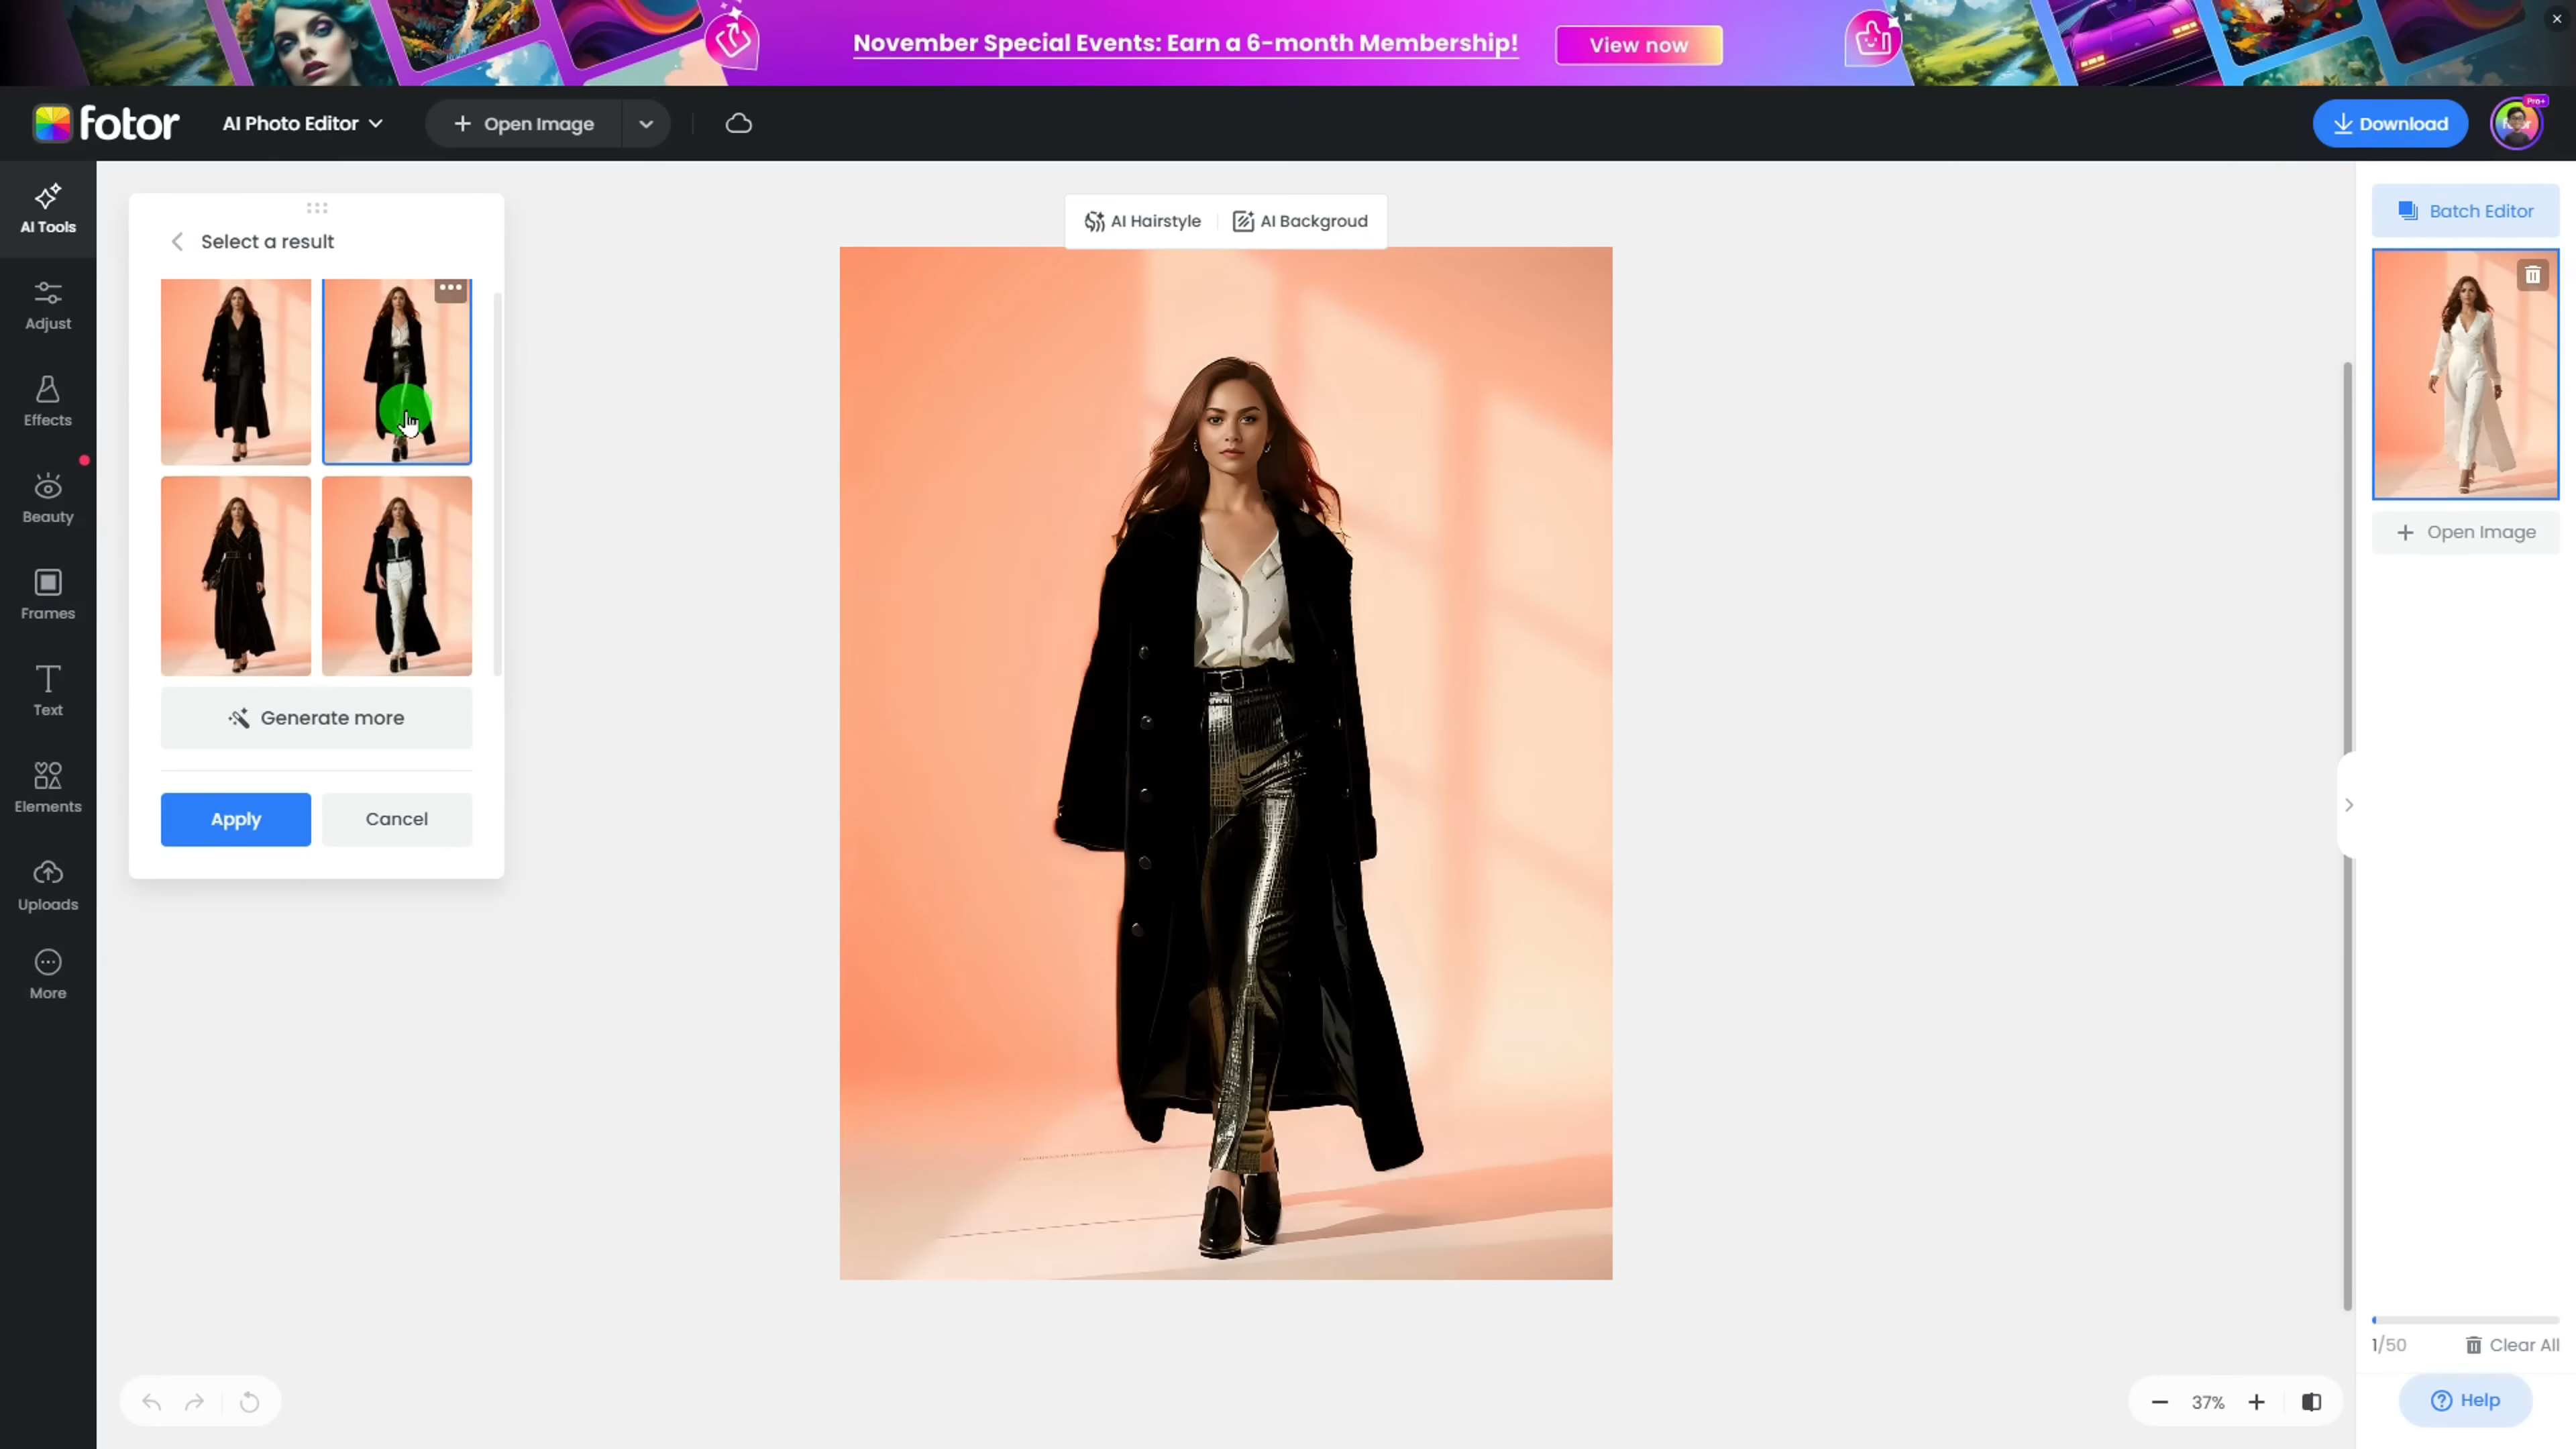 November Special Events: Earn a 6-month Membership!
View now
fotor
AI Photo Editor
Open Image
Download
Pro+
AI Tools
Adjust
Effects
Beauty
Frames
Text
Elements
Uploads
More
Select a result
Generate more
Apply
Cancel
AI Hairstyle
AI Backgroud
Batch Editor
Open Image
1/50
Clear All
37%
Help